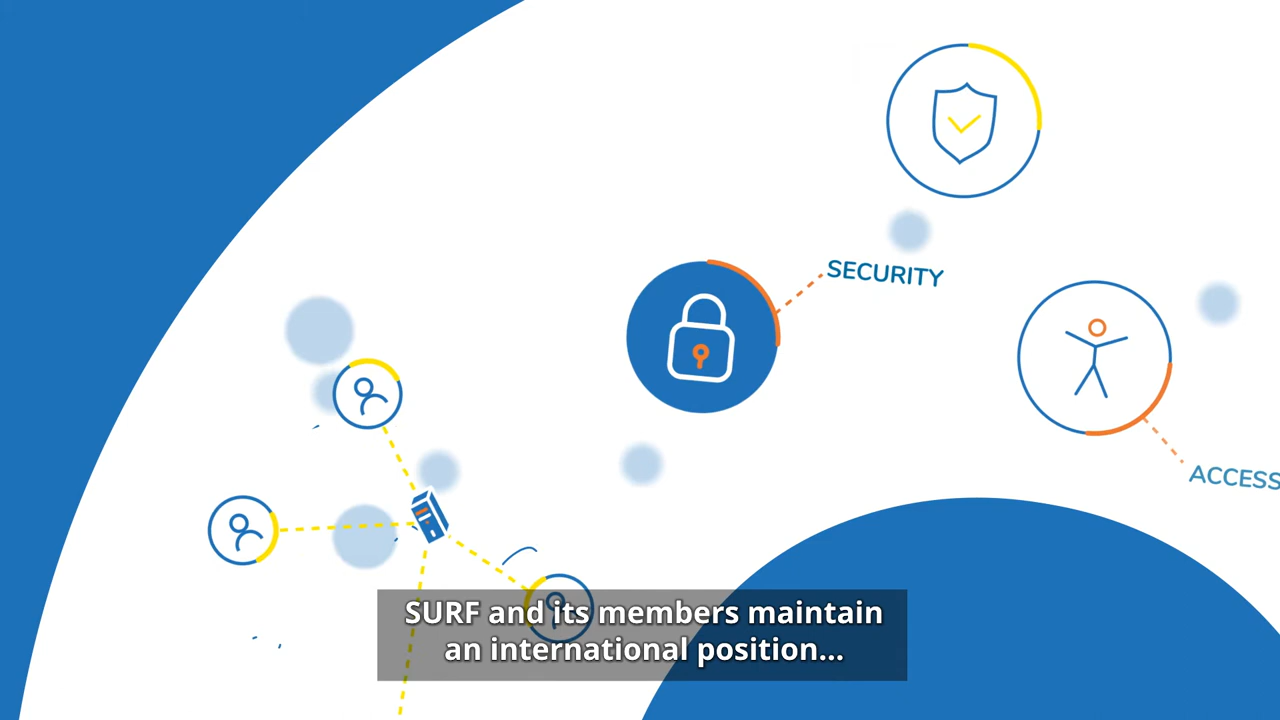 SECURITY
ACCESS
SURF and its members maintain
an international position...